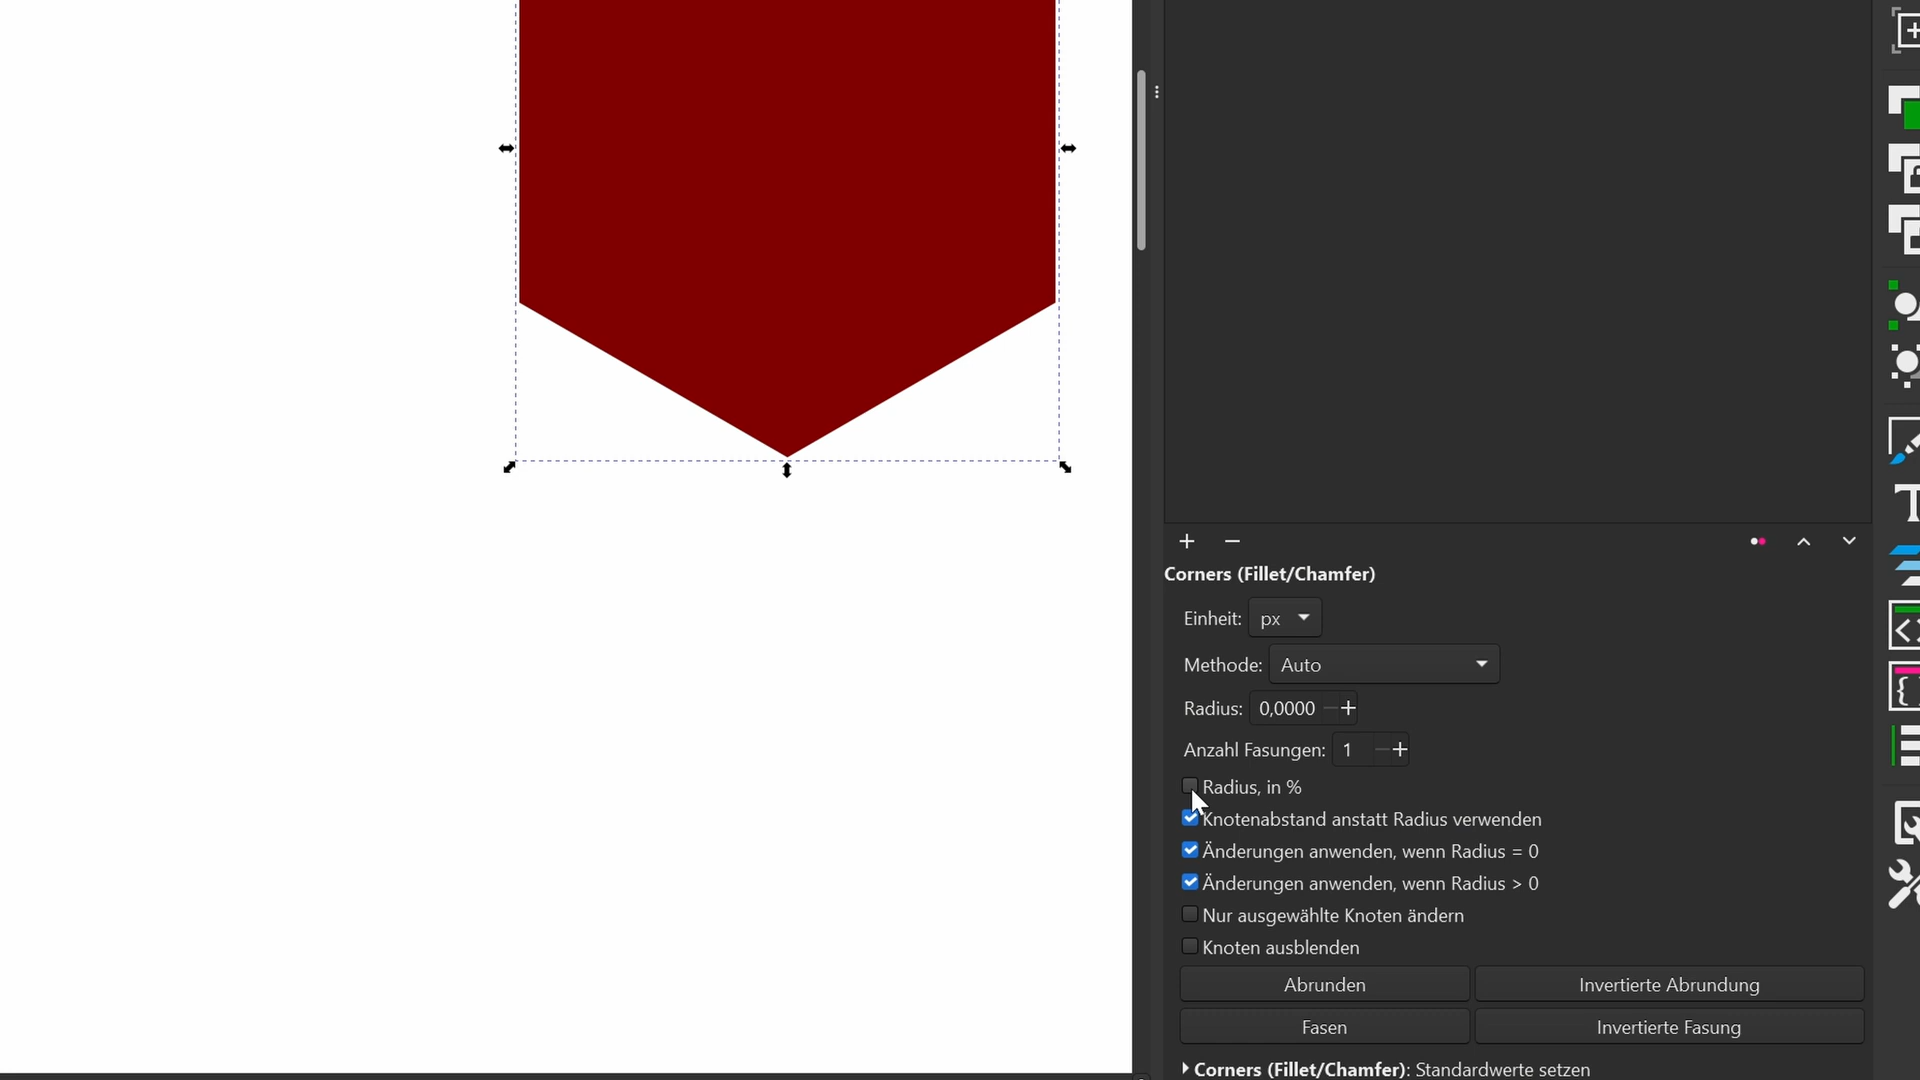 Corners (Fillet/Chamfer)
Einheit: px
Methode: Auto
Radius: 0,0000
Anzahl Fasungen: 1
Radius, in %
Knotenabstand anstatt Radius verwenden
Änderungen anwenden, wenn Radius = 0
Änderungen anwenden, wenn Radius > 0
Nur ausgewählte Knoten ändern
Knoten ausblenden
Abrunden Invertierte Abrundung
Fasen Invertierte Fasung
Corners (Fillet/Chamfer): Standardwerte setzen